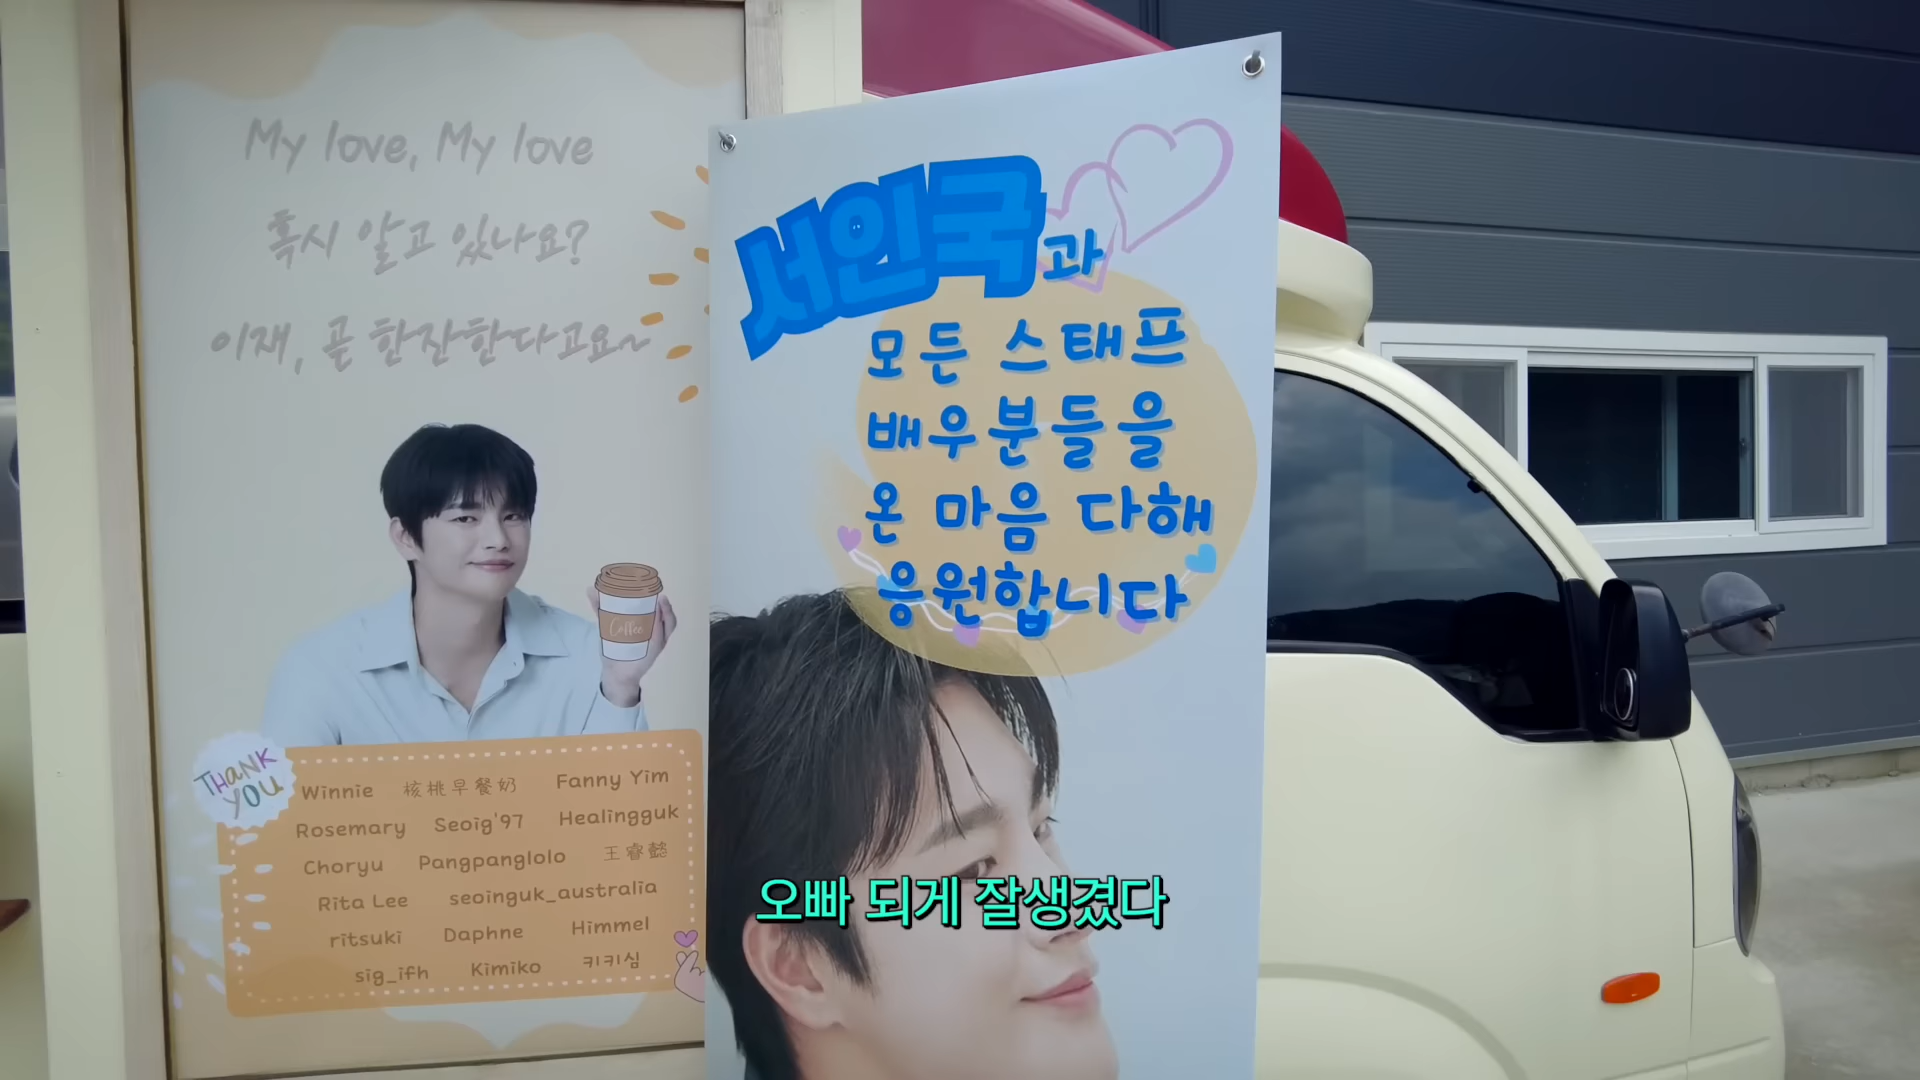 My love, My love
혹시 알고 있나요?
이재, 곧 한잔한다고요~
Coffee
THANK
YOU
Winnie 核桃早餐奶 Fanny Yim
Rosemary Seoig'97 Healingguk
Choryu Pangpanglolo 王睿懿
Rita Lee seoinguk_australia
ritsuki Daphne Himmel
sig_ifh Kimiko 키키심
서인국과
모든 스태프
배우분들을
온 마음 다해
응원합니다
오빠 되게 잘생겼다